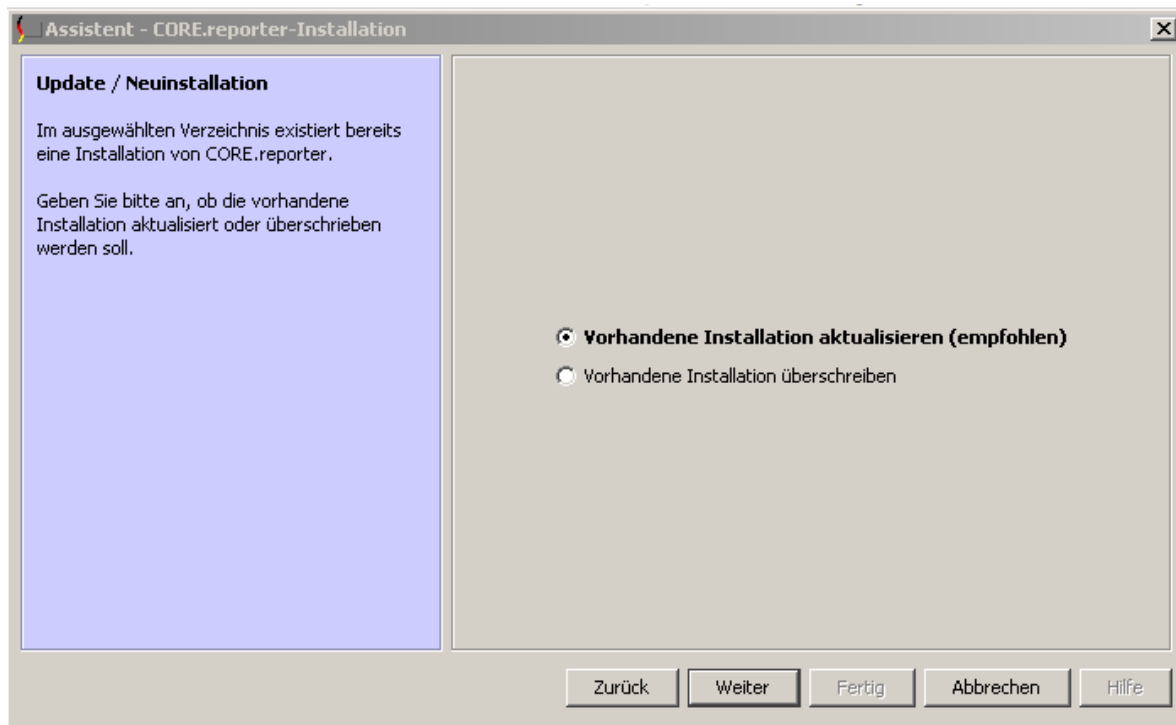 Assistent - CORE.reporter-Installation
Update / Neuinstallation
Im ausgewählten Verzeichnis existiert bereits
eine Installation von CORE.reporter.
Geben Sie bitte an, ob die vorhandene
Installation aktualisiert oder überschrieben
werden soll.
Vorhandene Installation aktualisieren (empfohlen)
Vorhandene Installation überschreiben
Zurück Weiter Fertig Abbrechen Hilfe